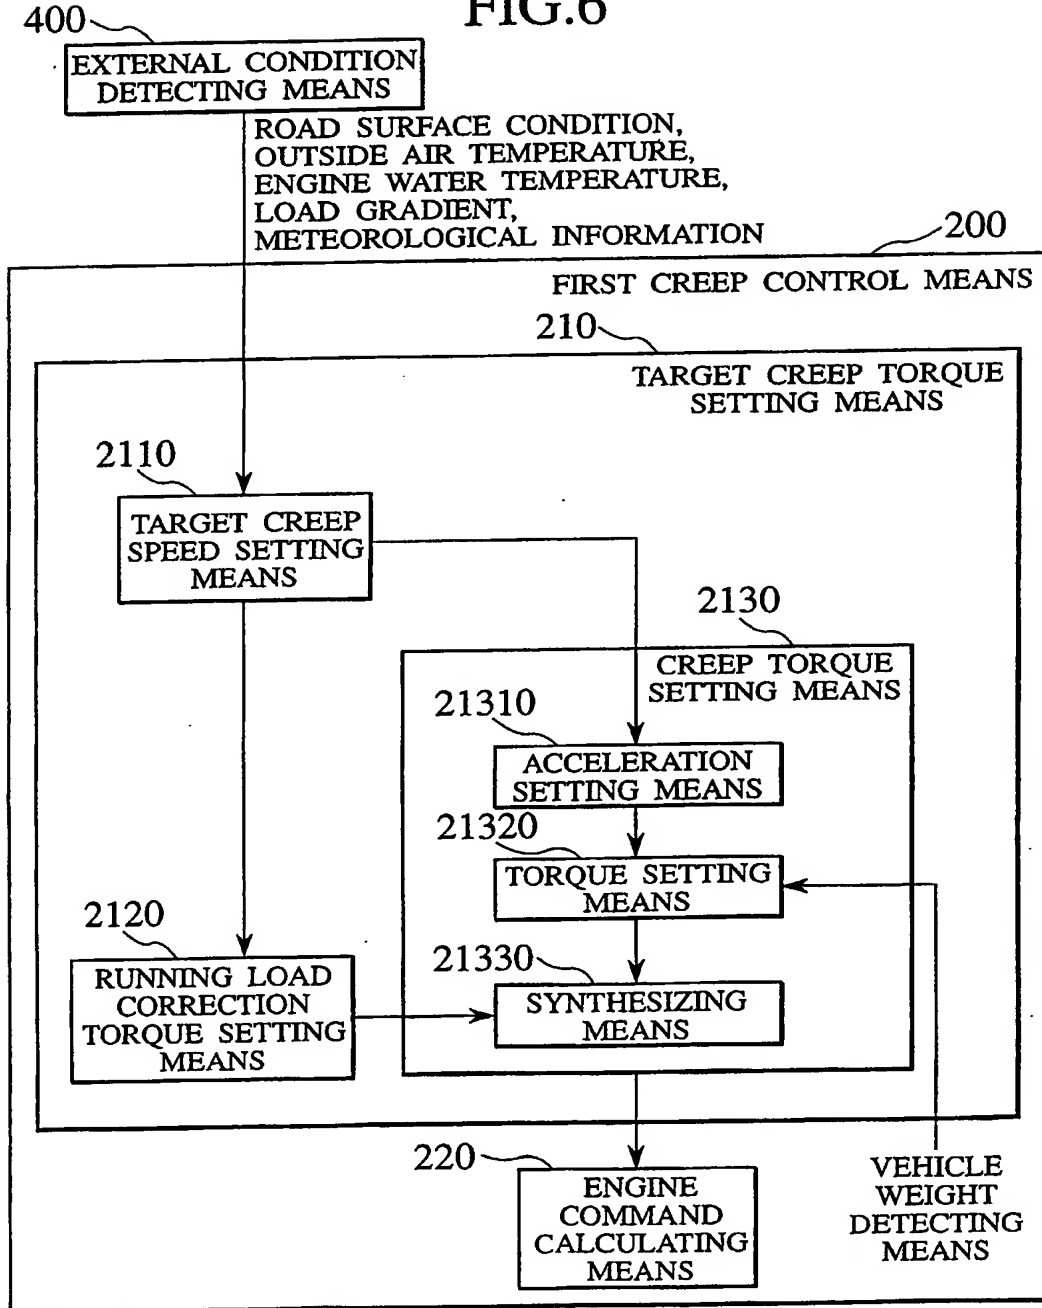 FIG.6
400
EXTERNAL CONDITION
DETECTING MEANS
ROAD SURFACE CONDITION,
OUTSIDE AIR TEMPERATURE,
ENGINE WATER TEMPERATURE,
LOAD GRADIENT,
METEOROLOGICAL INFORMATION
200
FIRST CREEP CONTROL MEANS
210
TARGET CREEP TORQUE
SETTING MEANS
2110
TARGET CREEP
SPEED SETTING
MEANS
2130
CREEP TORQUE
SETTING MEANS
21310
ACCELERATION
SETTING MEANS
21320
TORQUE SETTING
MEANS
2120
RUNNING LOAD
CORRECTION
TORQUE SETTING
MEANS
21330
SYNTHESIZING
MEANS
220
ENGINE
COMMAND
CALCULATING
MEANS
VEHICLE
WEIGHT
DETECTING
MEANS